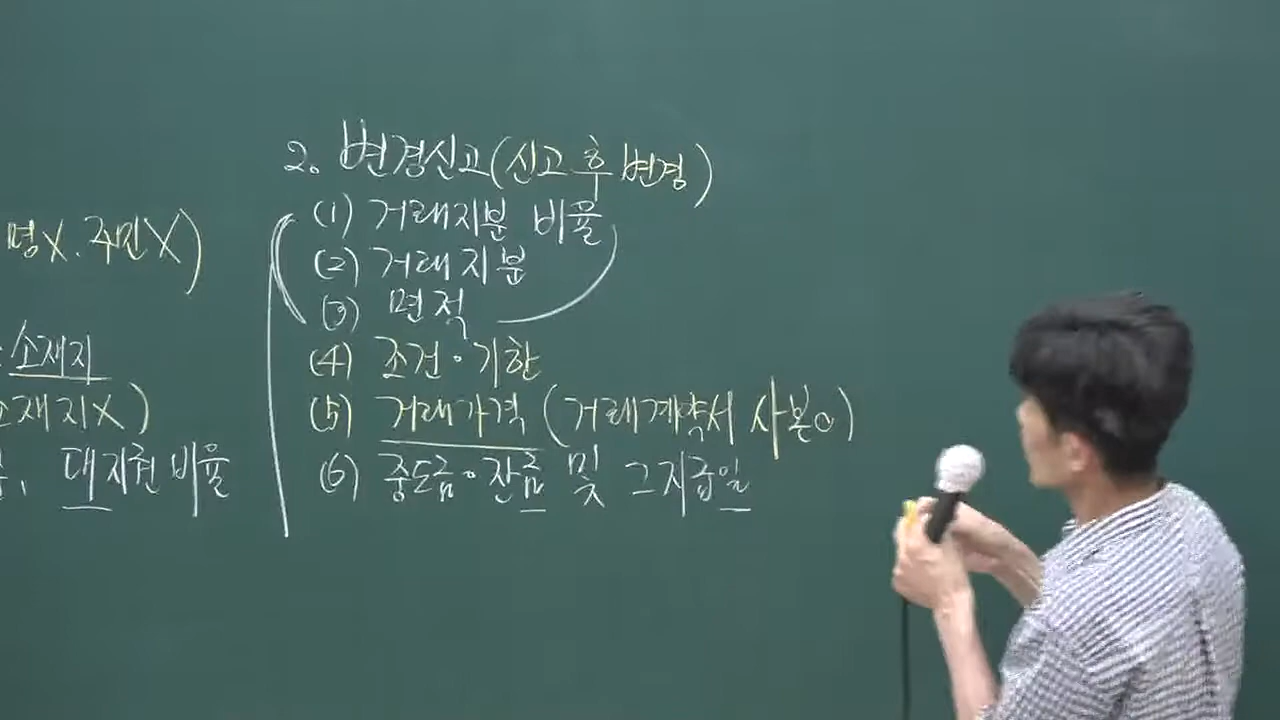 명X. 주민X)
소재지
소재지X)
대지권 비율
2. 변경신고(신고 후 변경)
(1) 거래지분 비율
(2) 거래 지분
(3) 면적
(4) 조건·기한
(5) 거래가격 (거래계약서 사본O)
(6) 중도금·잔금 및 그 지급일